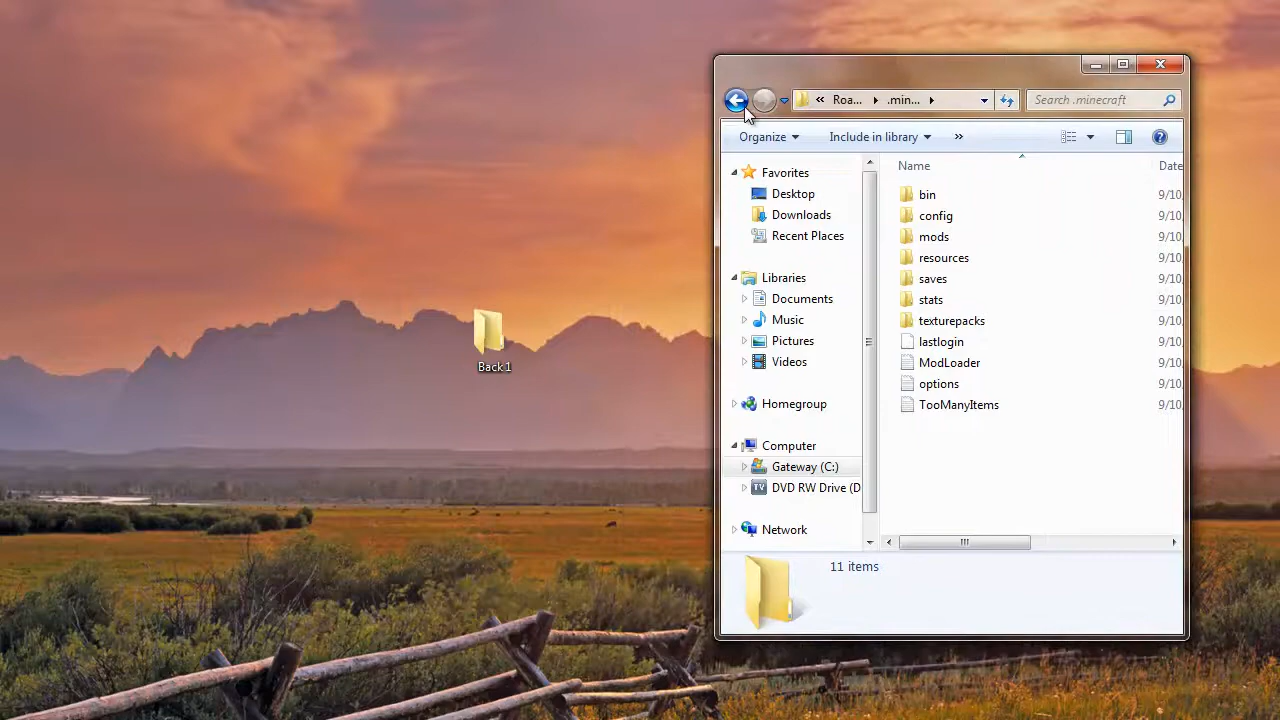 Back 1
« Roa... ▸ .min... ▸
Search .minecraft
Organize
Include in library
»
Favorites
Desktop
Downloads
Recent Places
Libraries
Documents
Music
Pictures
Videos
Homegroup
Computer
Gateway (C:)
DVD RW Drive (D
Network
Name
Date
bin
9/10,
config
9/10,
mods
9/10,
resources
9/10,
saves
9/10,
stats
9/10,
texturepacks
9/10,
lastlogin
9/10,
ModLoader
9/10,
options
9/10,
TooManyItems
9/10,
11 items